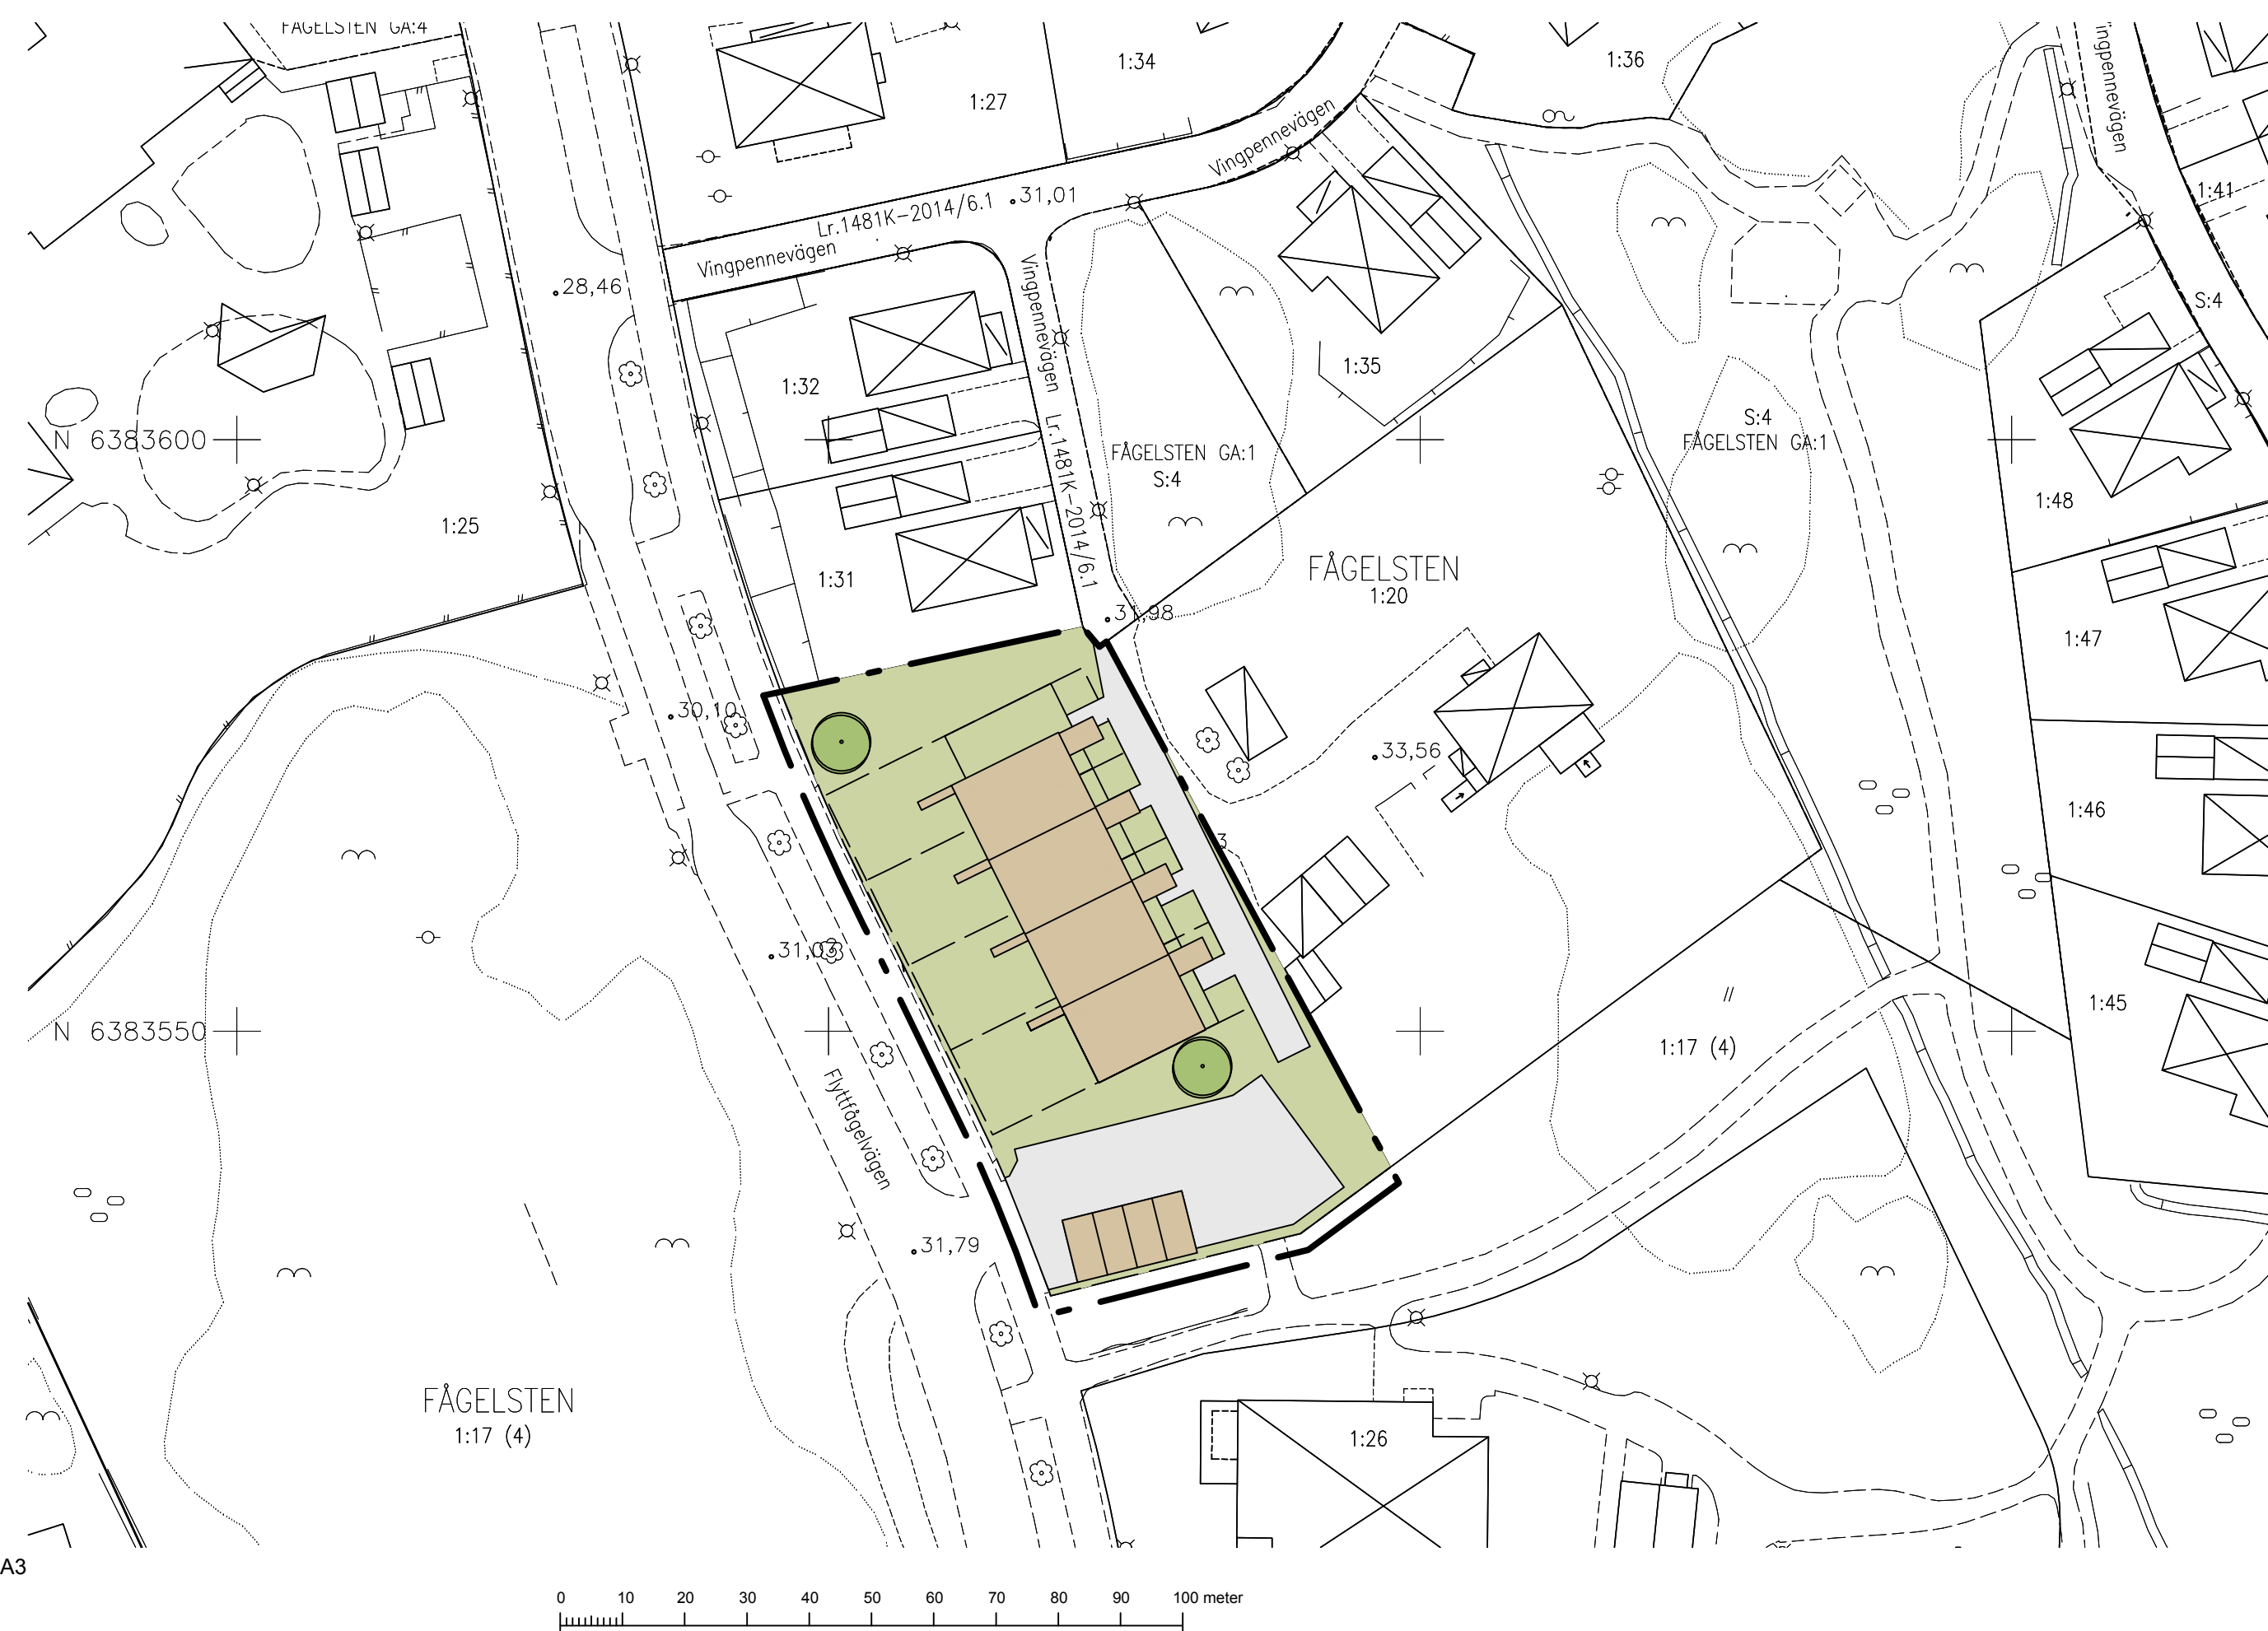 FÅGELSTEN GA:4
1:34
1:36
1:27
Vingpennevägen
Vingpennevägen
1:41
Lr.1481K-2014/6.1
31,01
Vingpennevägen
Vingpennevägen
28,46
S:4
1:32
1:35
N 6383600
Lr.1481K-2014/6.1
FÅGELSTEN GA:1
S:4
S:4
FÅGELSTEN GA:1
1:25
1:48
1:31
FÅGELSTEN
1:20
31,98
1:47
30,10
33,56
1:46
3
31,03
1:45
N 6383550
1:17 (4)
Flyttfågelvägen
31,79
FÅGELSTEN
1:17 (4)
1:26
A3
0 10 20 30 40 50 60 70 80 90 100 meter